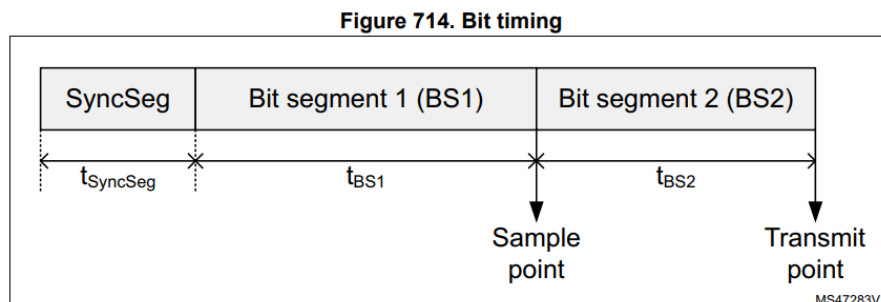 Figure 714. Bit timing
SyncSeg
Bit segment 1 (BS1)
Bit segment 2 (BS2)
tSyncSeg
tBS1
tBS2
Sample
point
Transmit
point
MS47283V